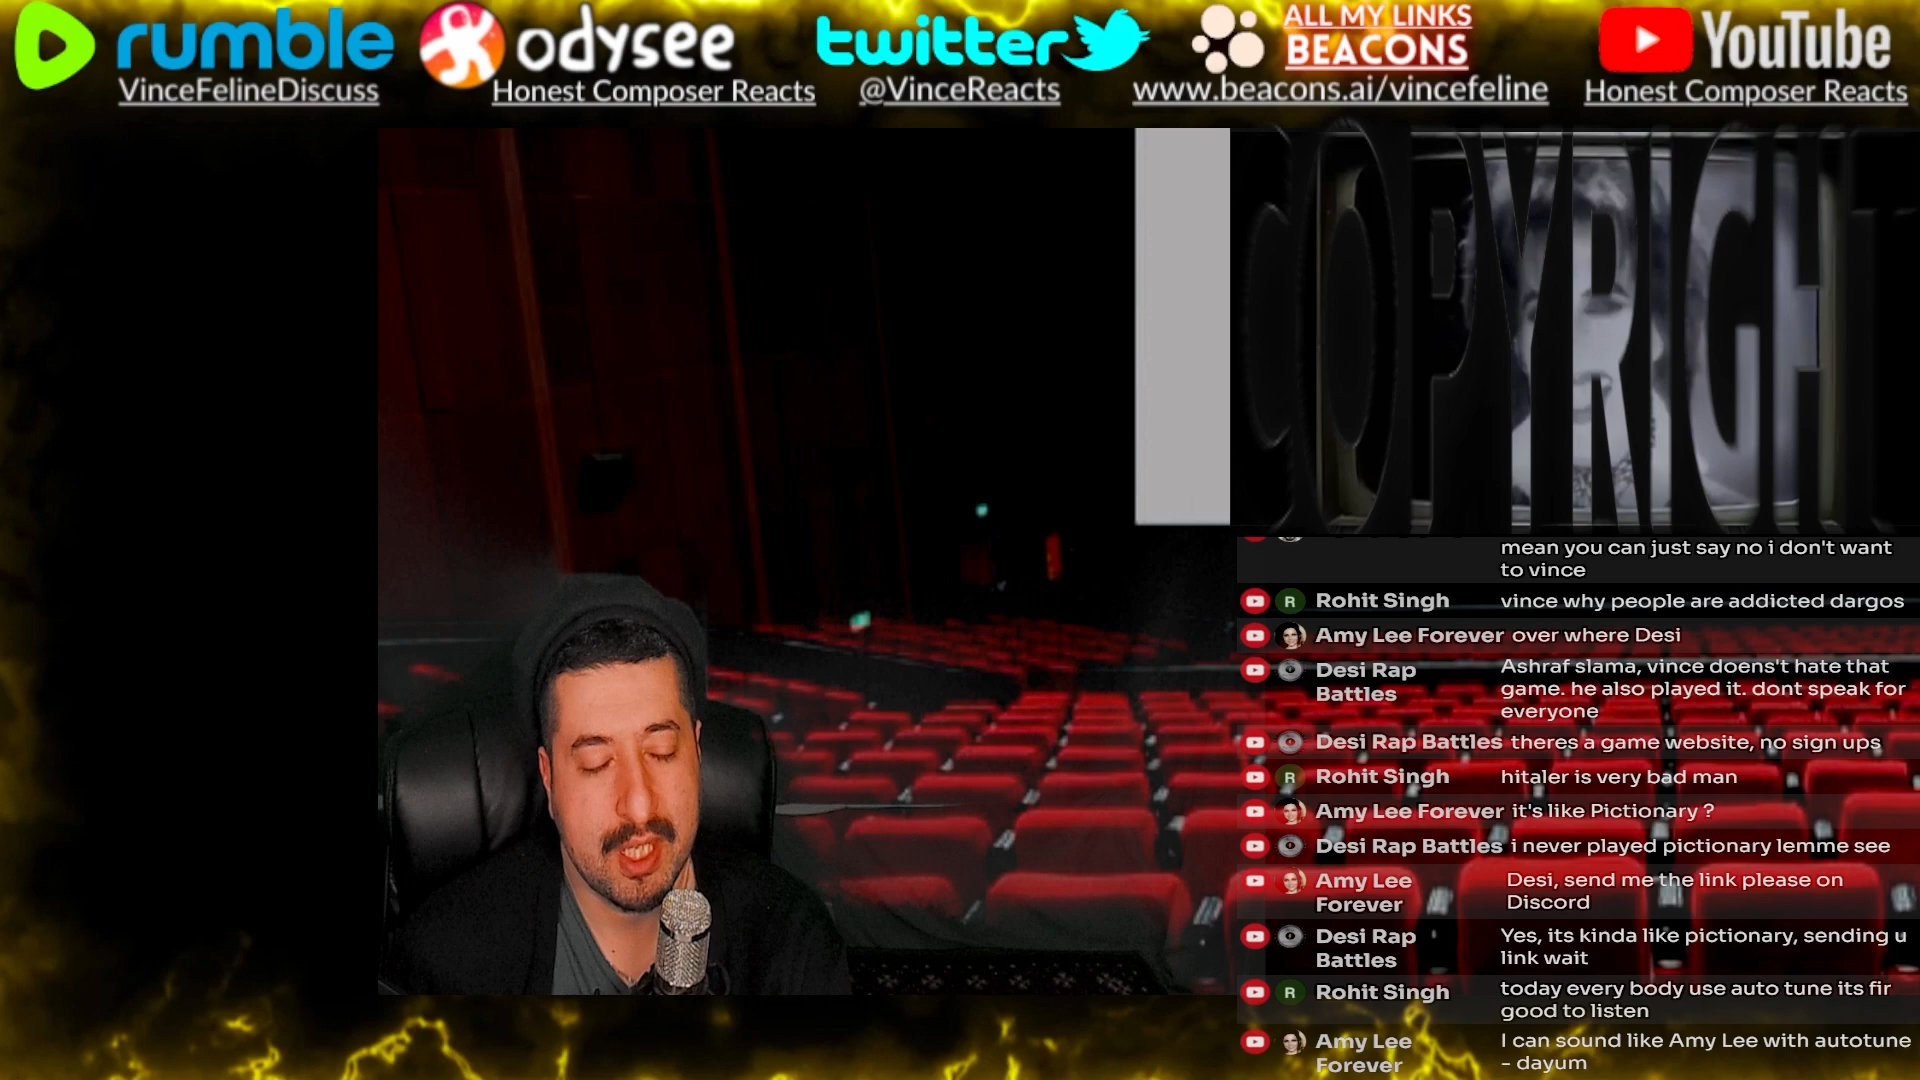 rumble
VinceFelineDiscuss
odysee
Honest Composer Reacts
twitter
@VinceReacts
ALL MY LINKS
BEACONS
www.beacons.ai/vincefeline
YouTube
Honest Composer Reacts
COPYRIGHT
mean you can just say no i don't want
to vince
R Rohit Singh vince why people are addicted dargos
Amy Lee Forever over where Desi
Desi Rap Battles Ashraf slama, vince doens't hate that
game. he also played it. dont speak for
everyone
Desi Rap Battles theres a game website, no sign ups
R Rohit Singh hitaler is very bad man
Amy Lee Forever it's like Pictionary ?
Desi Rap Battles i never played pictionary lemme see
Amy Lee Forever Desi, send me the link please on
Discord
Desi Rap Battles Yes, its kinda like pictionary, sending u
link wait
R Rohit Singh today every body use auto tune its fir
good to listen
Amy Lee Forever I can sound like Amy Lee with autotune
- dayum